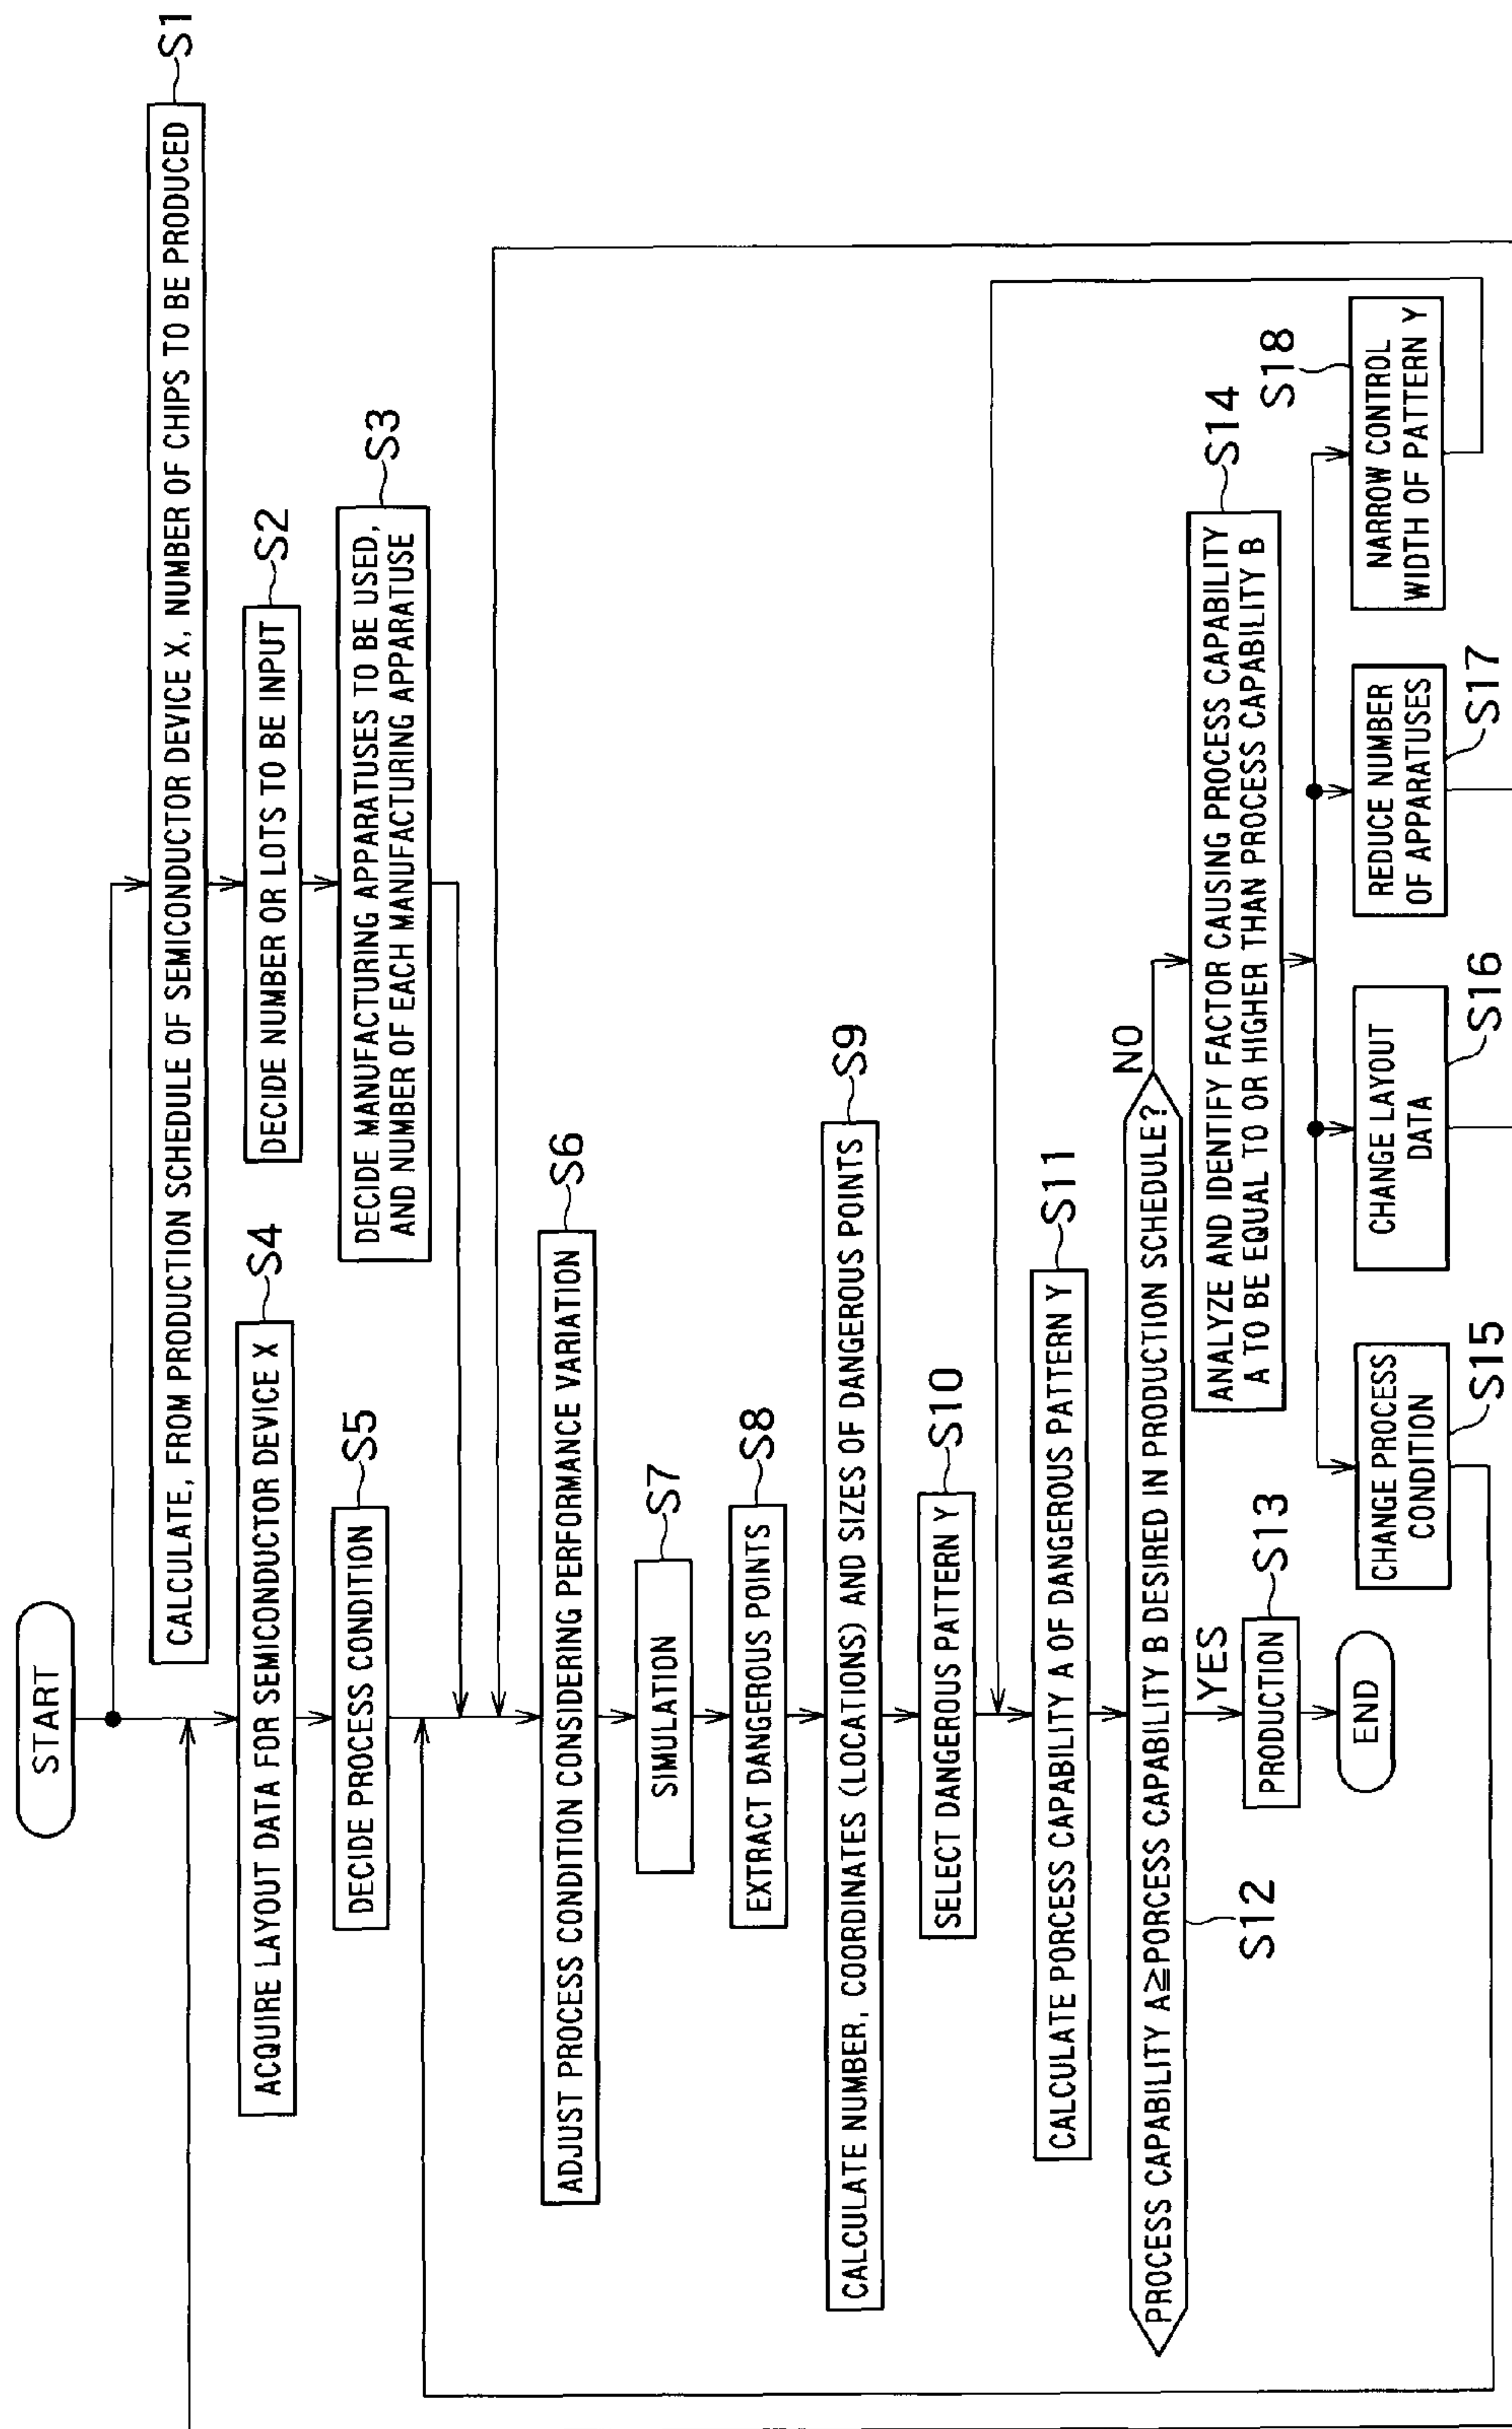 START
CALCULATE, FROM PRODUCTION SCHEDULE OF SEMICONDUCTOR DEVICE X, NUMBER OF CHIPS TO BE PRODUCED
S1
DECIDE NUMBER OR LOTS TO BE INPUT
S2
DECIDE MANUFACTURING APPARATUSES TO BE USED,
AND NUMBER OF EACH MANUFACTURING APPARATUSE
S3
ACQUIRE LAYOUT DATA FOR SEMICONDUCTOR DEVICE X
S4
DECIDE PROCESS CONDITION
S5
ADJUST PROCESS CONDITION CONSIDERING PERFORMANCE VARIATION
S6
SIMULATION
S7
EXTRACT DANGEROUS POINTS
S8
CALCULATE NUMBER, COORDINATES (LOCATIONS) AND SIZES OF DANGEROUS POINTS
S9
SELECT DANGEROUS PATTERN Y
S10
CALCULATE PORCESS CAPABILITY A OF DANGEROUS PATTERN Y
S11
PROCESS CAPABILITY A≧PORCESS CAPABILITY B DESIRED IN PRODUCTION SCHEDULE?
S12
YES
NO
PRODUCTION
S13
END
ANALYZE AND IDENTIFY FACTOR CAUSING PROCESS CAPABILITY
A TO BE EQUAL TO OR HIGHER THAN PROCESS CAPABILITY B
S14
CHANGE PROCESS
CONDITION
S15
CHANGE LAYOUT
DATA
S16
REDUCE NUMBER
OF APPARATUSES
S17
NARROW CONTROL
WIDTH OF PATTERN Y
S18